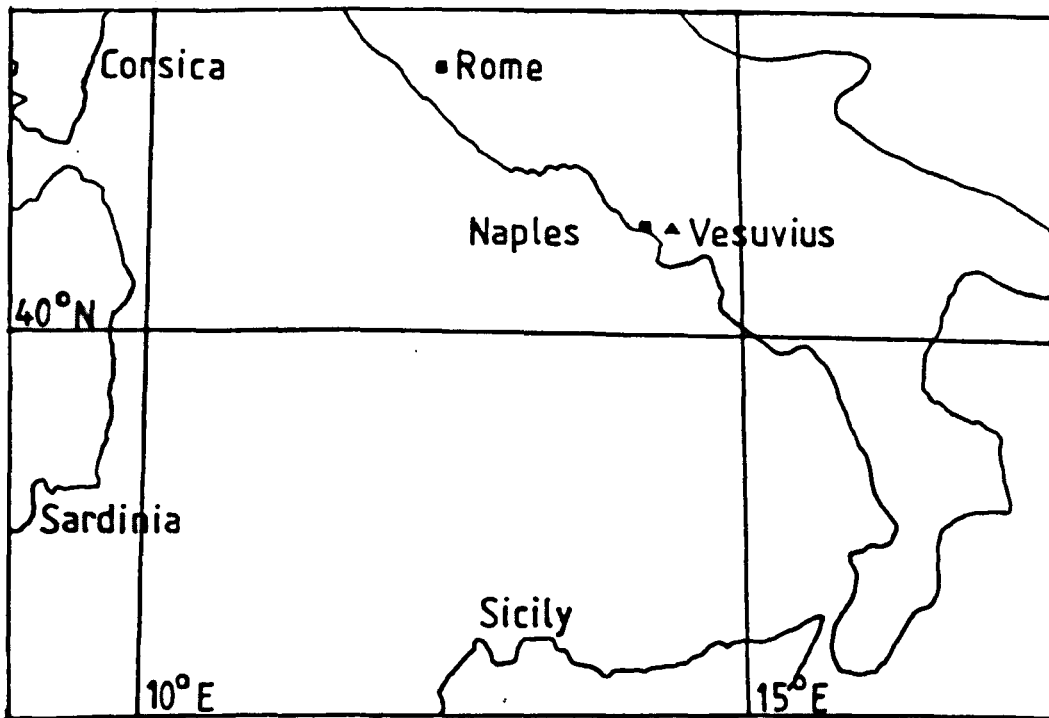 Corsica
Rome
Naples
Vesuvius
40°N
Sardinia
Sicily
10°E
15°E